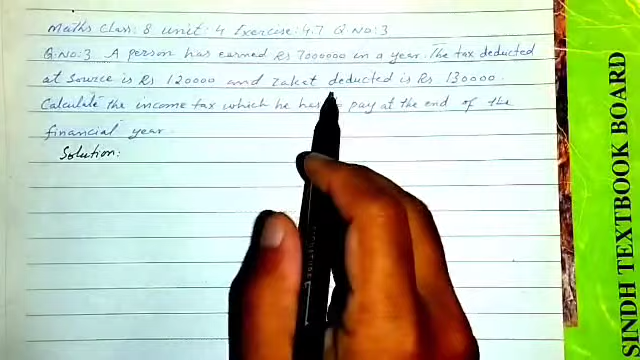 Maths Class: 8 unit: 4 Exercise: 4.7 Q.No:3
Q.No:3 A person has earned Rs 7000000 in a year. The tax deducted
at source is Rs 120000 and zakat deducted is Rs 130000.
Calculate the income tax which he has pay at the end of the
financial year.
Solution:
SINDH TEXTBOOK BOARD